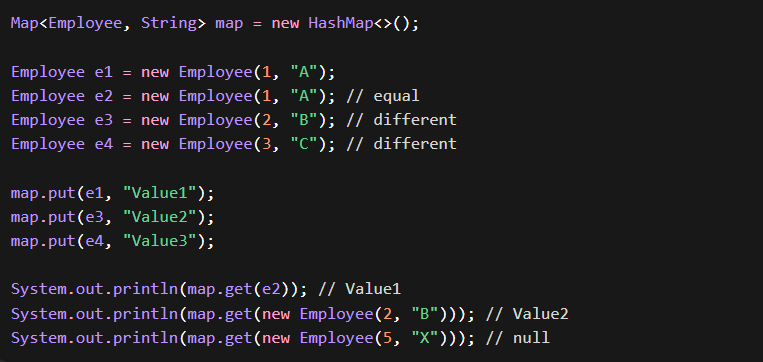 Map<Employee, String> map = new HashMap<>();
Employee e1 = new Employee(1, "A");
Employee e2 = new Employee(1, "A"); // equal
Employee e3 = new Employee(2, "B"); // different
Employee e4 = new Employee(3, "C"); // different
map.put(e1, "Value1");
map.put(e3, "Value2");
map.put(e4, "Value3");
System.out.println(map.get(e2)); // Value1
System.out.println(map.get(new Employee(2, "B"))); // Value2
System.out.println(map.get(new Employee(5, "X"))); // null